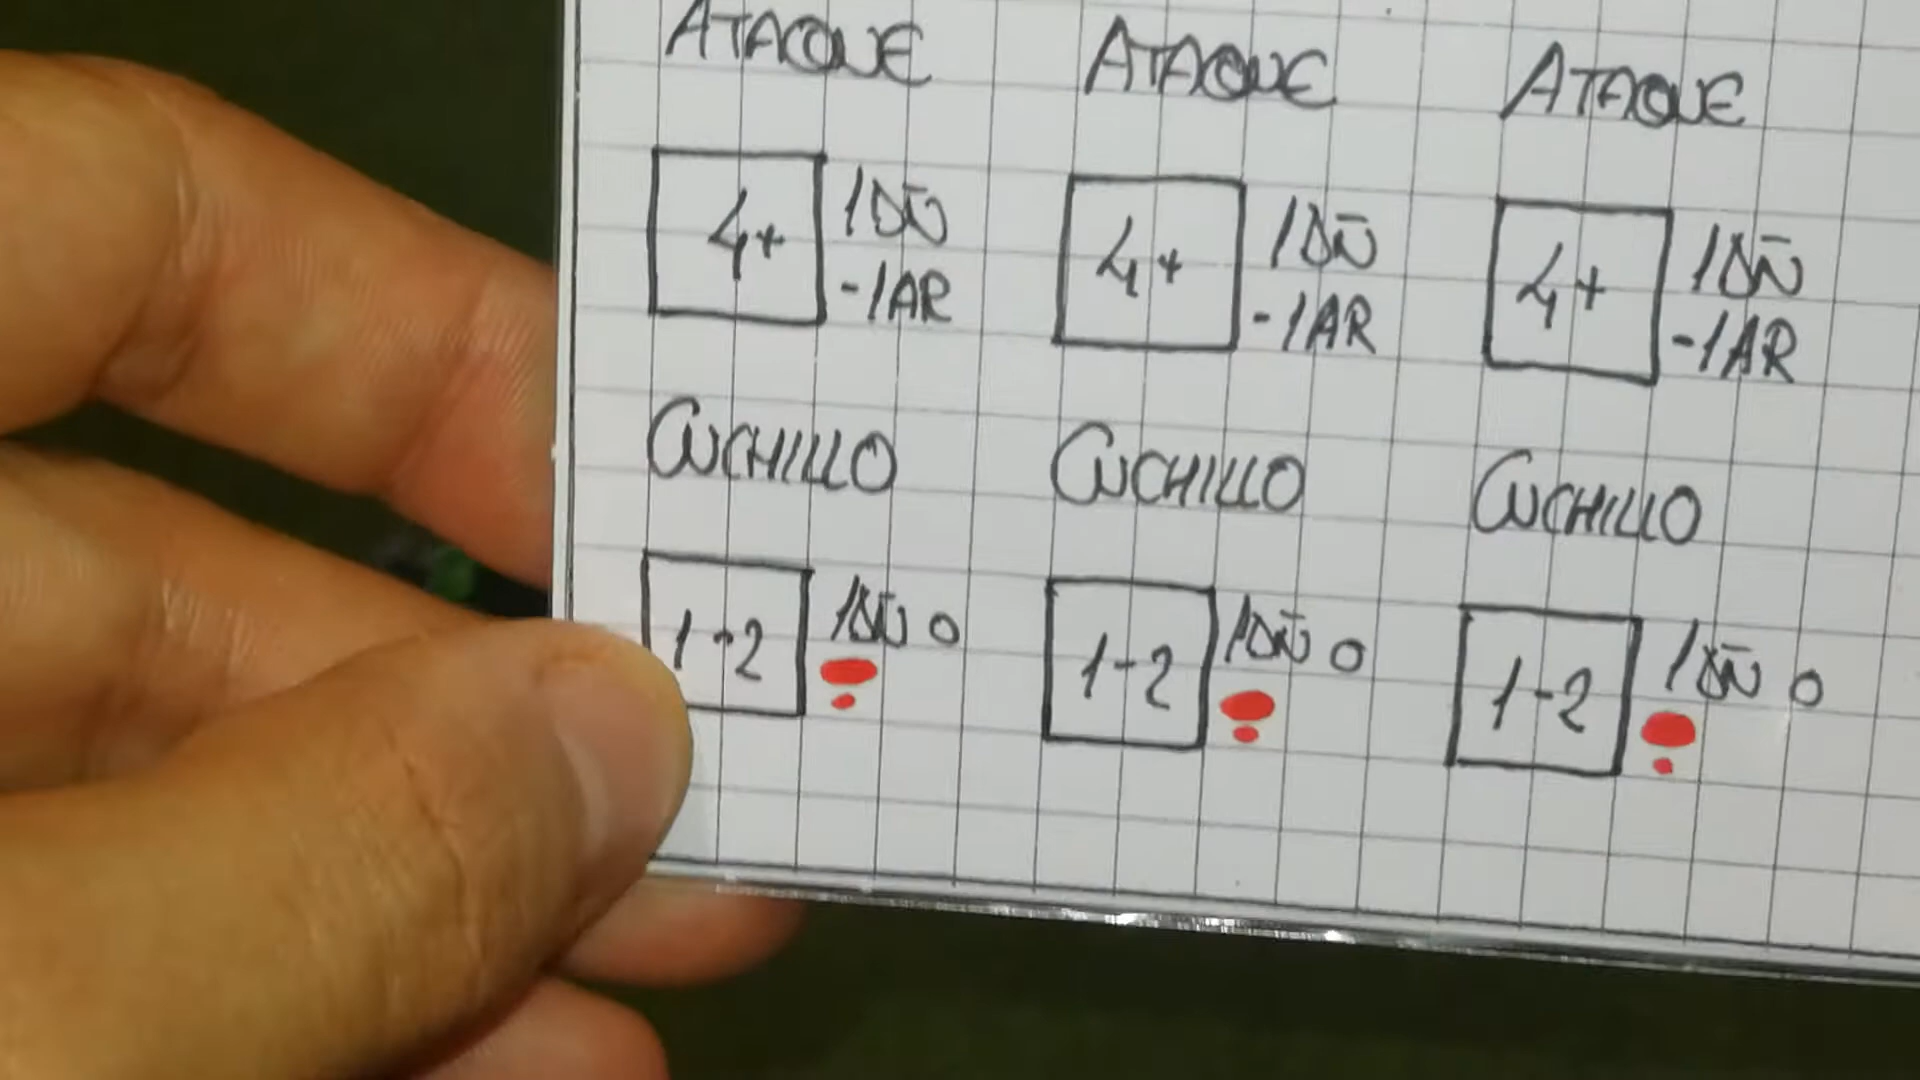 ATAQUE ATAQUE ATAQUE
4+ 1DÑ 4+ 1DÑ 4+ 1DÑ
-1AR -1AR -1AR
CUCHILLO CUCHILLO CUCHILLO
1-2 1DÑ o 1-2 1DÑ o 1-2 1DÑ o